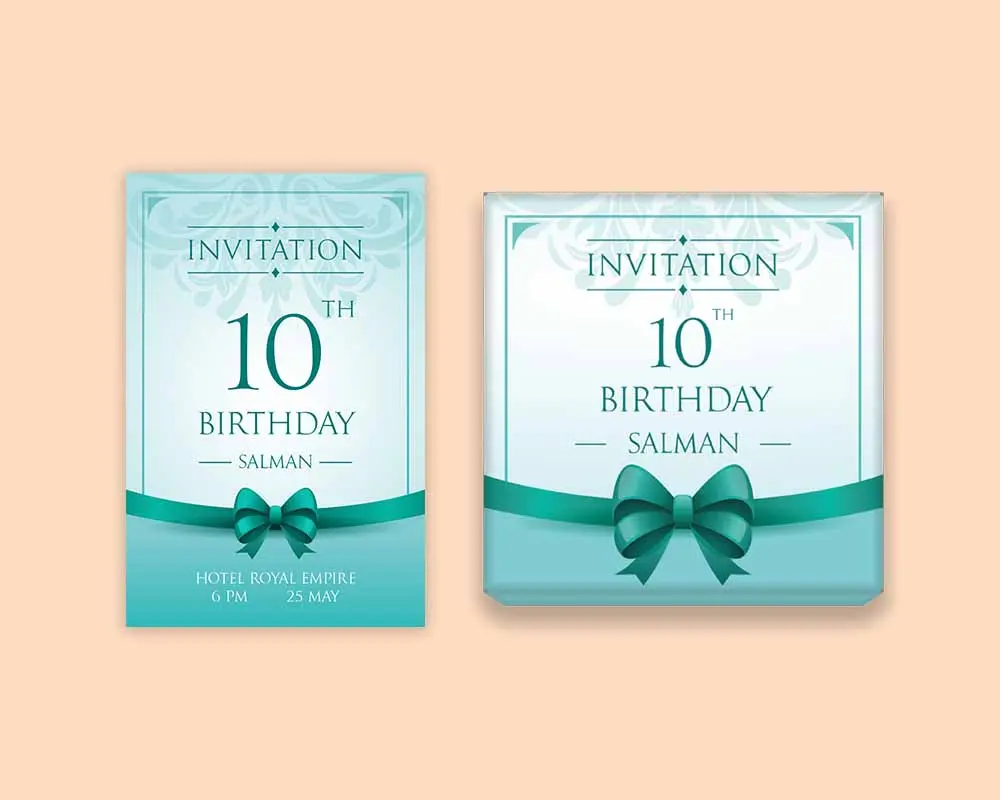 INVITATION
10TH
BIRTHDAY
SALMAN
HOTEL ROYAL EMPIRE
6 PM 25 MAY
INVITATION
10TH
BIRTHDAY
SALMAN